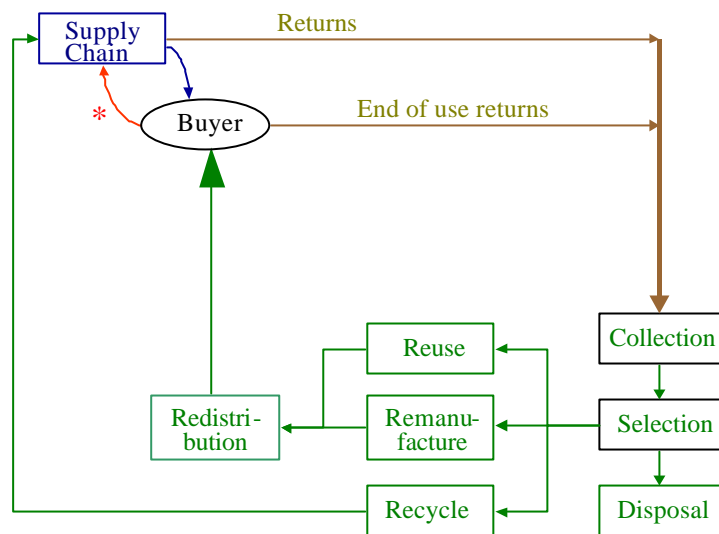 Supply
Chain
Returns
*
Buyer
End of use returns
Reuse
Collection
Redistri-
bution
Remanu-
facture
Selection
Recycle
Disposal